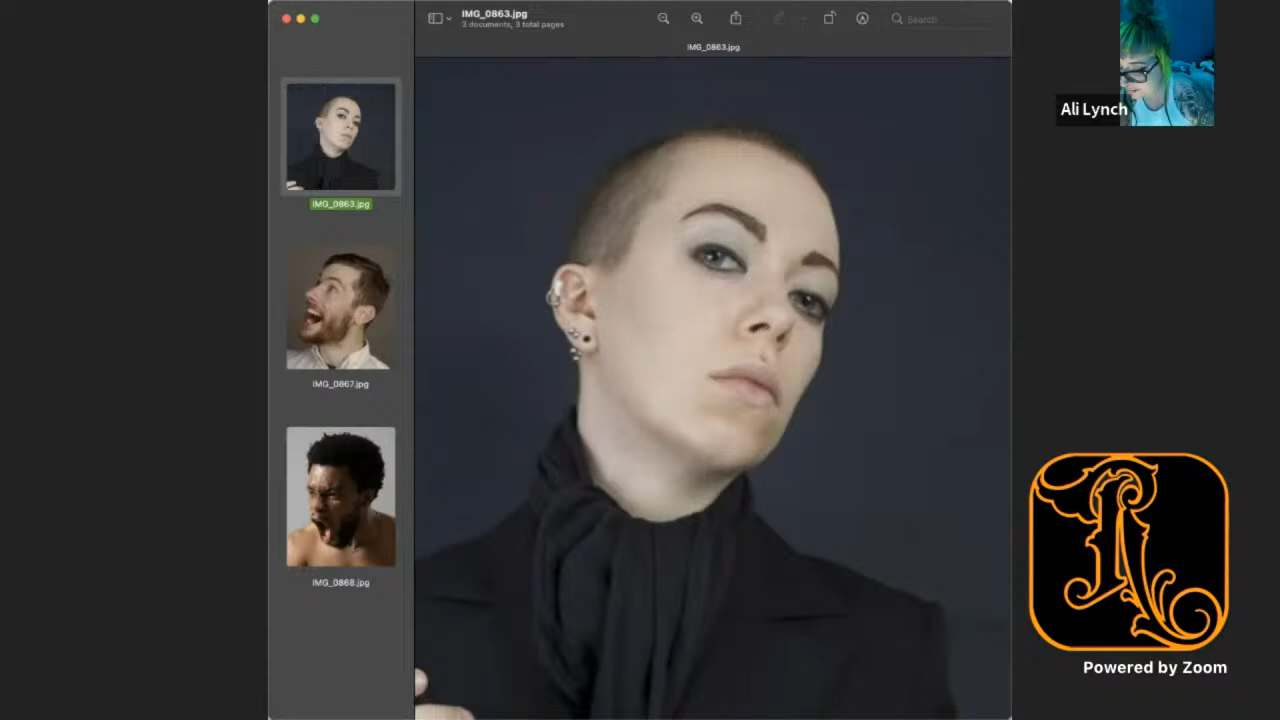 IMG_0863.jpg
3 documents, 3 total pages
Search
IMG_0863.jpg
Ali Lynch
IMG_0863.jpg
IMG_0867.jpg
IMG_0868.jpg
Powered by Zoom